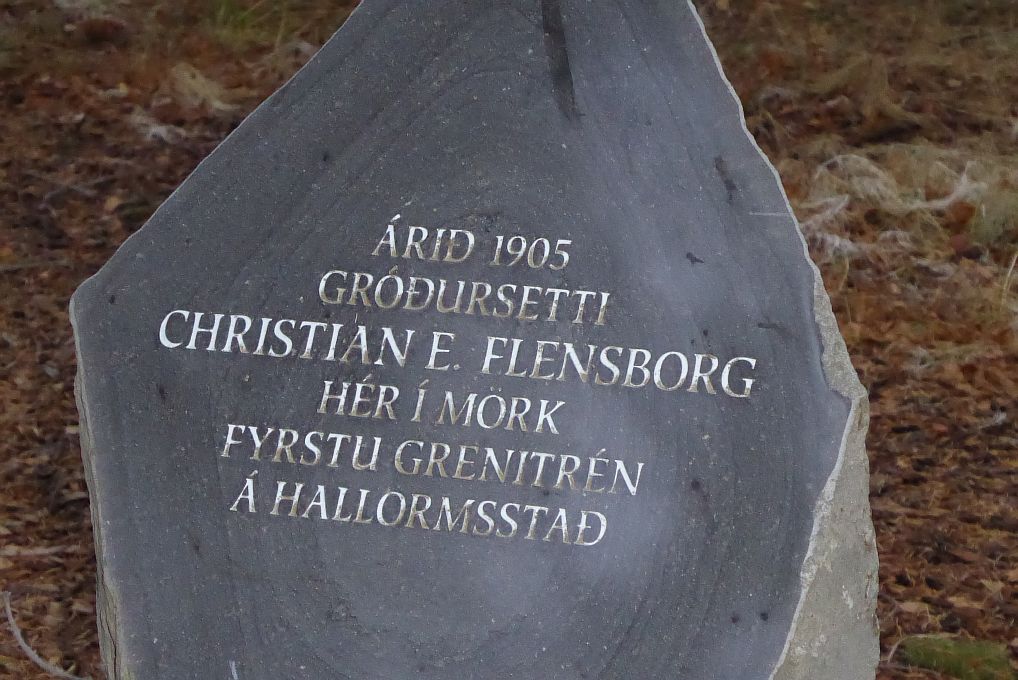 ÁRIÐ 1905
GRÓÐURSETTI
CHRISTIAN E. FLENSBORG
HÉR Í MÖRK
FYRSTU GRENITRÉN
Á HALLORMSSTAÐ